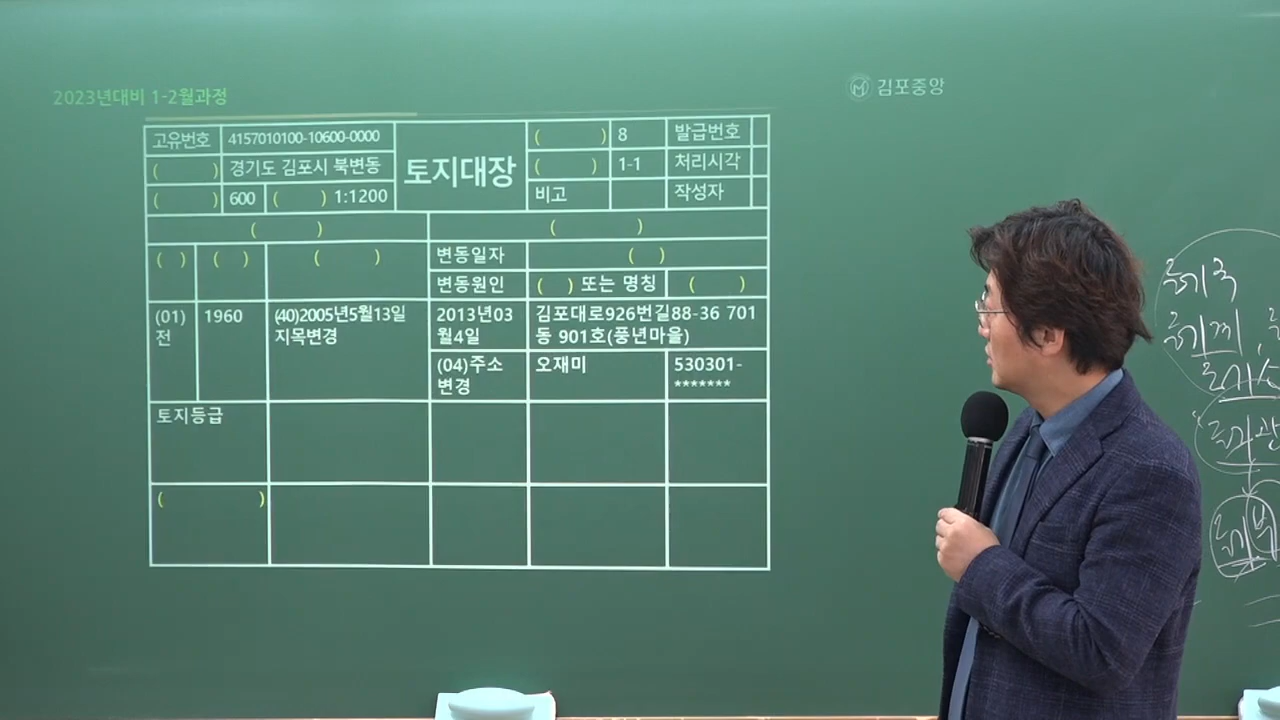 2023년대비 1-2월과정
김포중앙
고유번호 4157010100-10600-0000 토지대장 ( ) 8 발급번호
( ) 경기도 김포시 북변동 ( ) 1-1 처리시각
( ) 600 ( ) 1:1200 비고 작성자
( ) ( )
( ) ( ) ( ) 변동일자 ( )
변동원인 ( ) 또는 명칭 ( )
(01) 1960 (40)2005년5월13일 2013년03 김포대로926번길88-36 701
전 지목변경 월4일 동 901호(풍년마을)
(04)주소 오재미 530301-
변경 *******
토지등급
( )